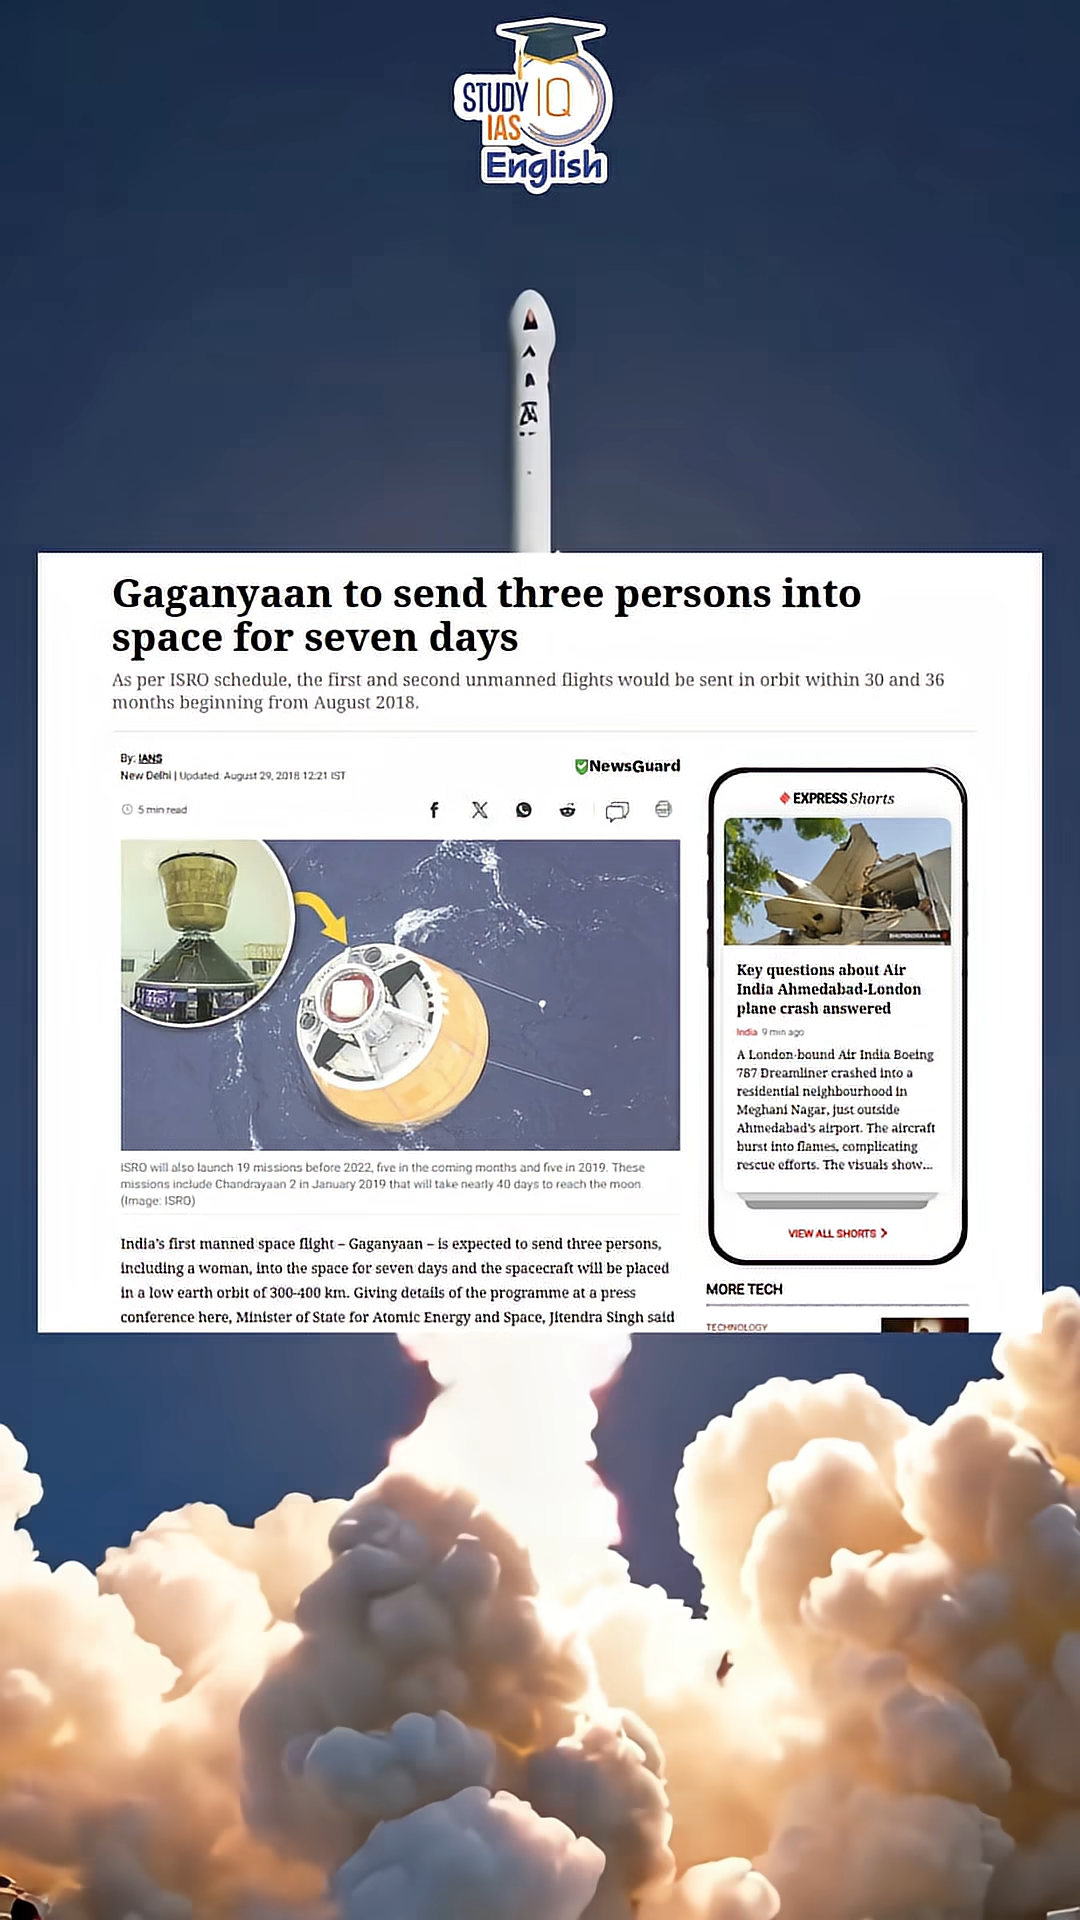 STUDY IQ
IAS
English
Gaganyaan to send three persons into
space for seven days
As per ISRO schedule, the first and second unmanned flights would be sent in orbit within 30 and 36
months beginning from August 2018.
By: IANS
New Delhi | Updated: August 29, 2018 12:21 IST
NewsGuard
5 min read
ISRO will also launch 19 missions before 2022, five in the coming months and five in 2019. These
missions include Chandrayaan 2 in January 2019 that will take nearly 40 days to reach the moon.
(Image: ISRO)
India's first manned space flight – Gaganyaan – is expected to send three persons,
including a woman, into the space for seven days and the spacecraft will be placed
in a low earth orbit of 300-400 km. Giving details of the programme at a press
conference here, Minister of State for Atomic Energy and Space, Jitendra Singh said
EXPRESS Shorts
Key questions about Air
India Ahmedabad-London
plane crash answered
India 9 min ago
A London-bound Air India Boeing
787 Dreamliner crashed into a
residential neighbourhood in
Meghani Nagar, just outside
Ahmedabad's airport. The aircraft
burst into flames, complicating
rescue efforts. The visuals show...
VIEW ALL SHORTS >
MORE TECH
TECHNOLOGY